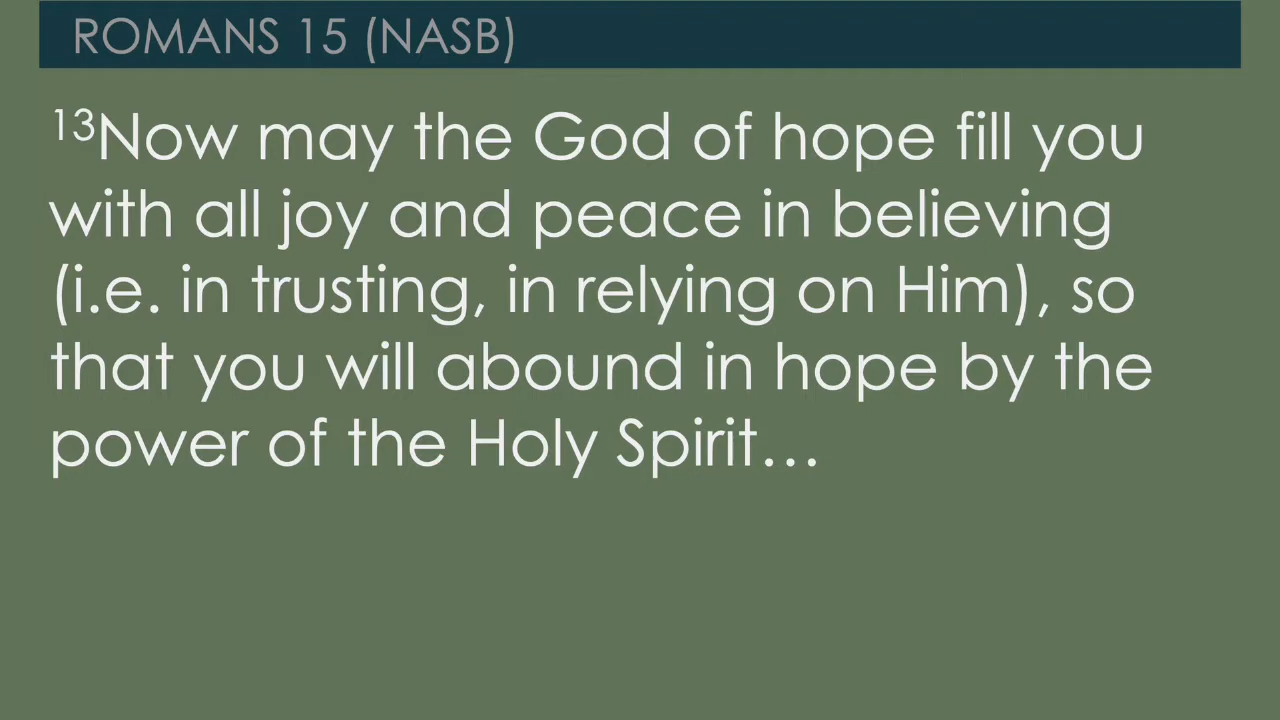 ROMANS 15 (NASB)
13Now may the God of hope fill you
with all joy and peace in believing
(i.e. in trusting, in relying on Him), so
that you will abound in hope by the
power of the Holy Spirit…